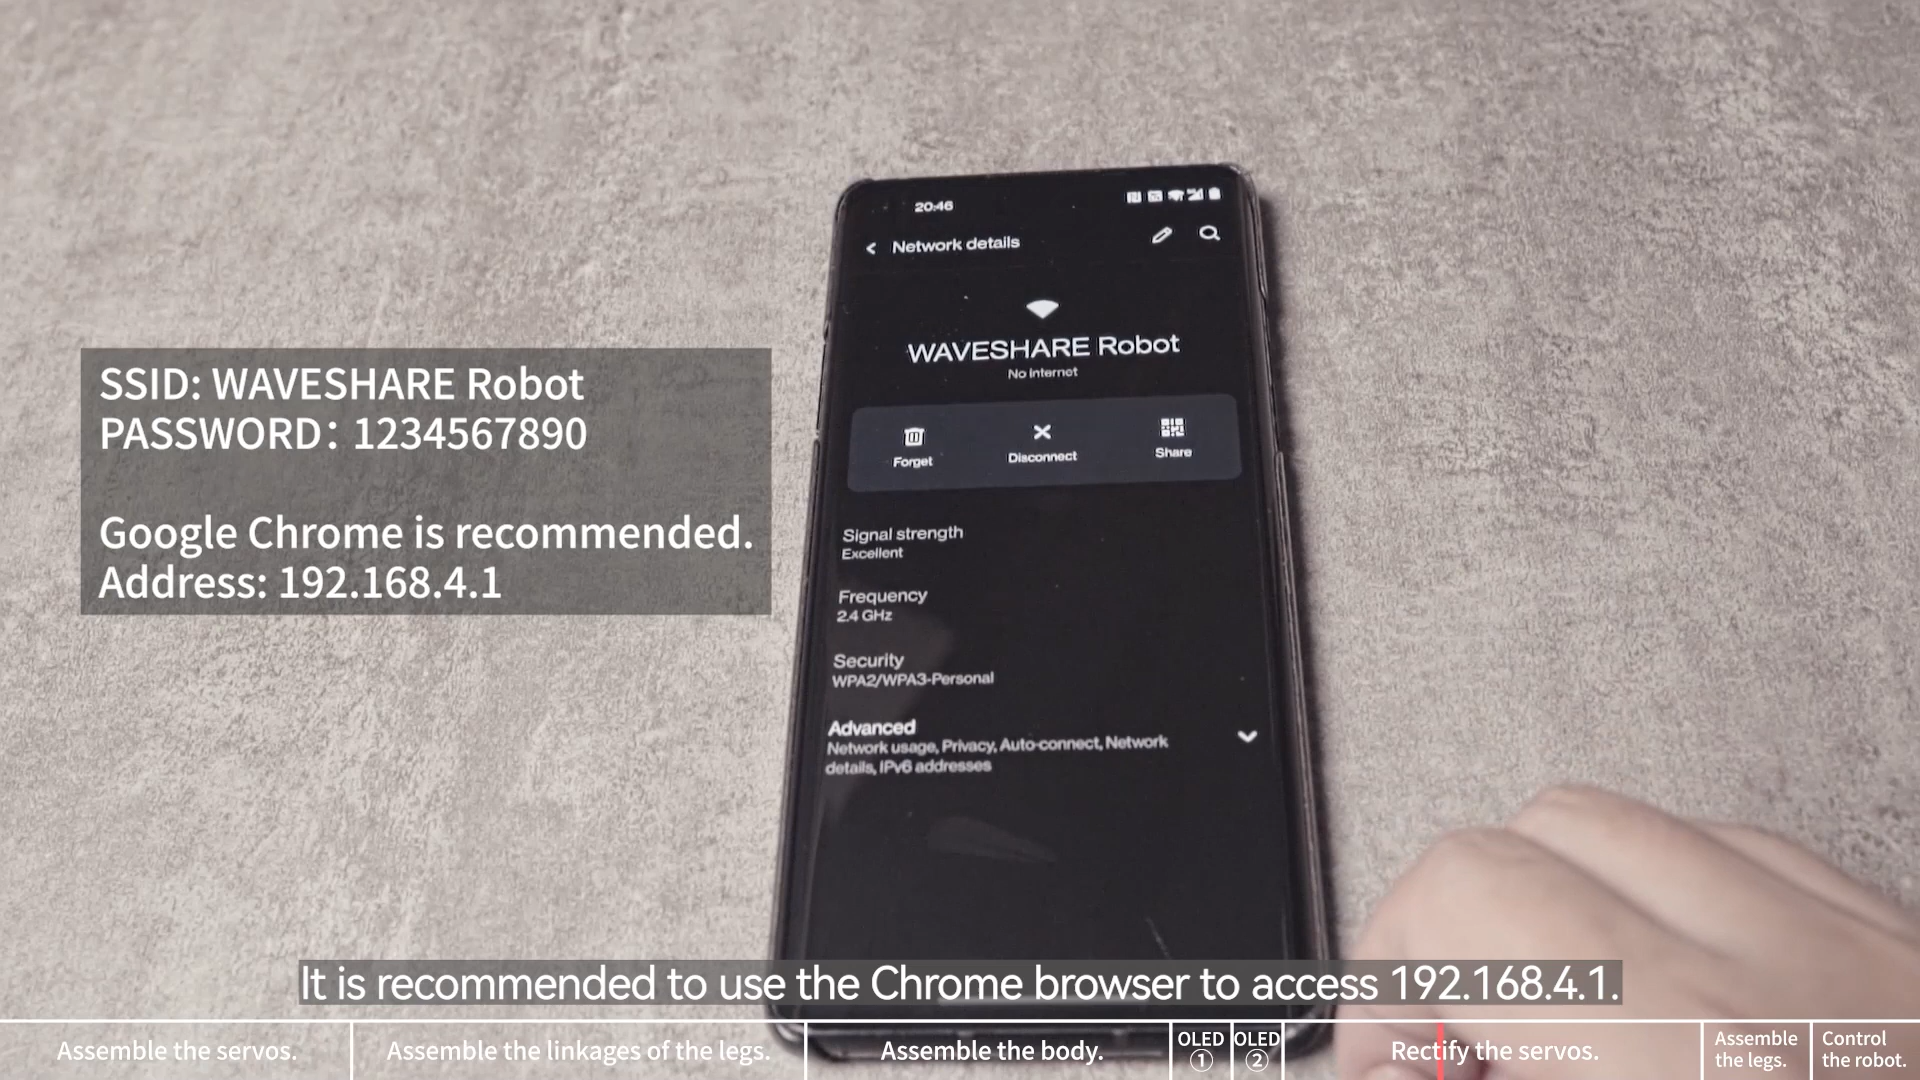 20:46
Network details
WAVESHARE Robot
No internet
Forget
Disconnect
Share
Signal strength
Excellent
Frequency
2.4 GHz
Security
WPA2/WPA3-Personal
Advanced
Network usage, Privacy, Auto-connect, Network
details, IPv6 addresses
SSID: WAVESHARE Robot
PASSWORD：1234567890
Google Chrome is recommended.
Address: 192.168.4.1
It is recommended to use the Chrome browser to access 192.168.4.1.
Assemble the servos.
Assemble the linkages of the legs.
Assemble the body.
OLED
①
OLED
②
Rectify the servos.
Assemble
the legs.
Control
the robot.